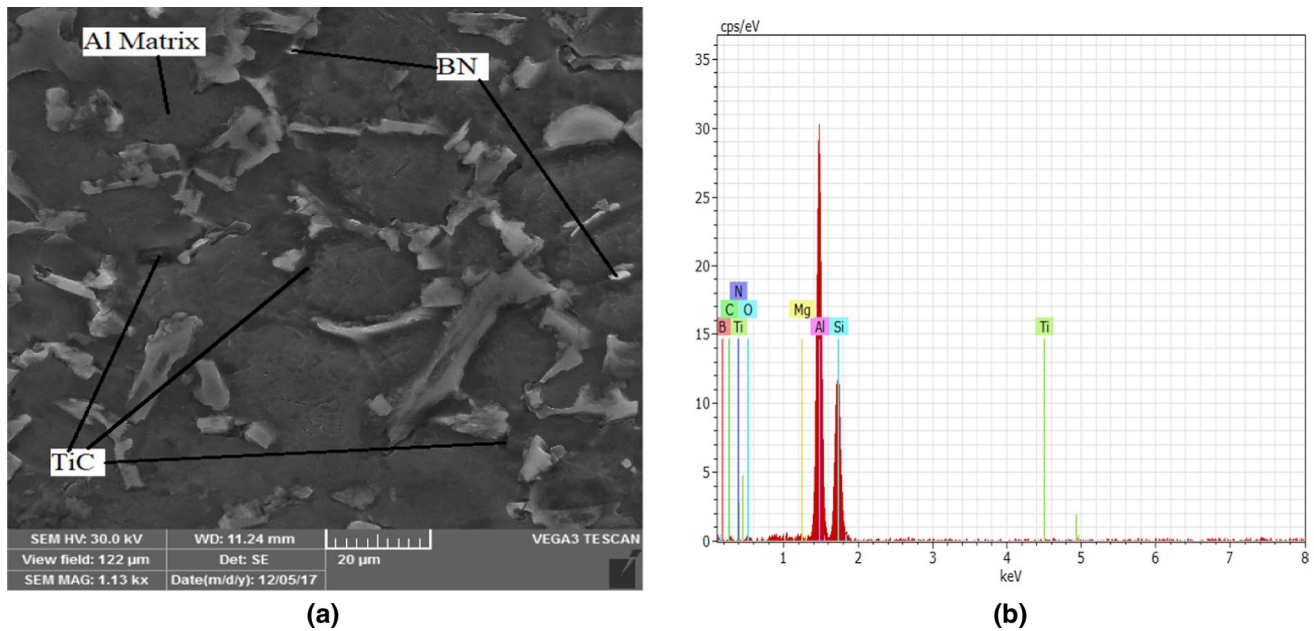 Al Matrix
BN
TiC
SEM HV: 30.0 kV
WD: 11.24 mm
VEGA3 TESCAN
View field: 122 µm
Det: SE
20 µm
SEM MAG: 1.13 kx
Date(m/d/y): 12/05/17
(a)
cps/eV
35
30
25
20
15
10
5
0
N
C
O
Mg
B
Ti
Al
Si
Ti
1
2
3
4
5
6
7
8
keV
(b)